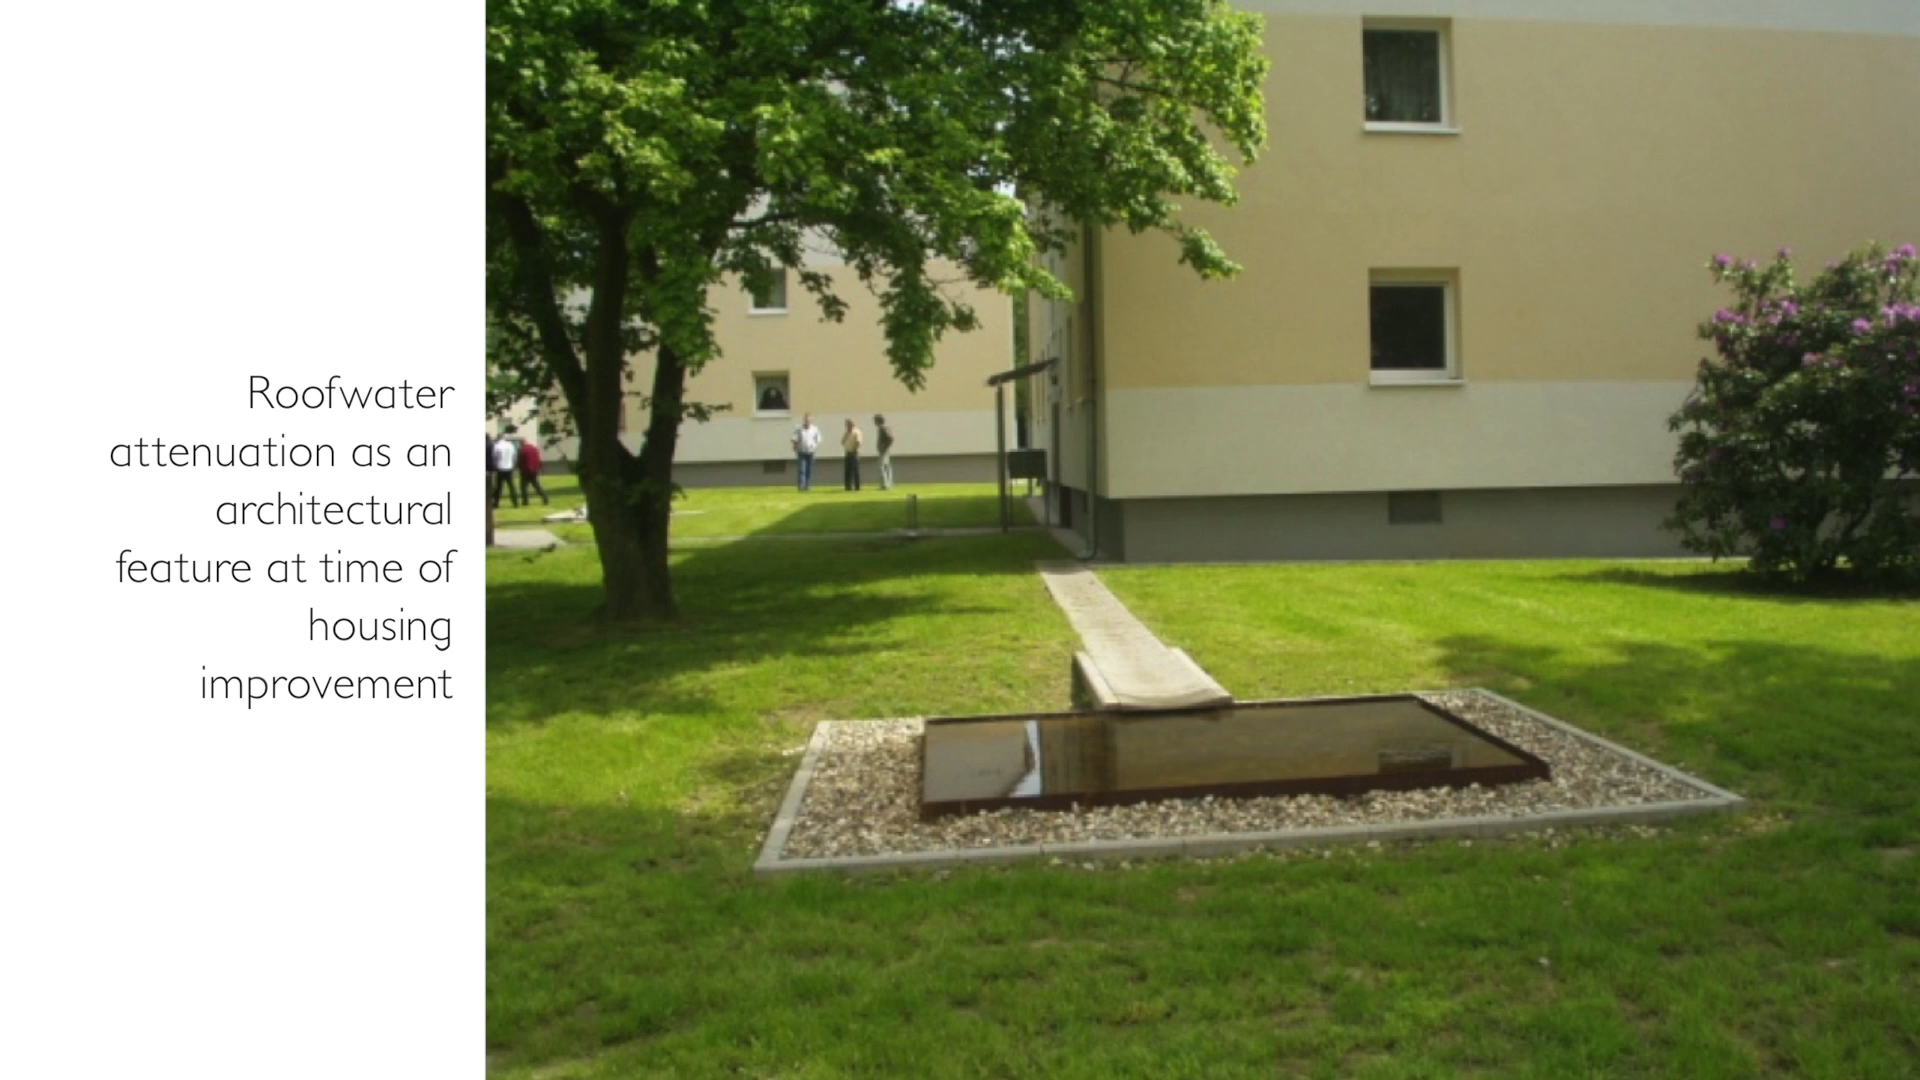 Roofwater
attenuation as an
architectural
feature at time of
housing
improvement